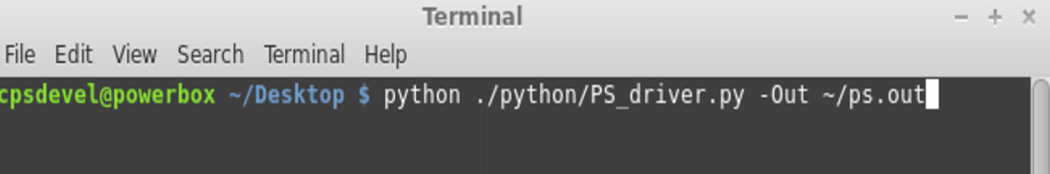 Terminal
File Edit View Search Terminal Help
cpsdevel@powerbox ~/Desktop $ python ./python/PS_driver.py -Out ~/ps.out